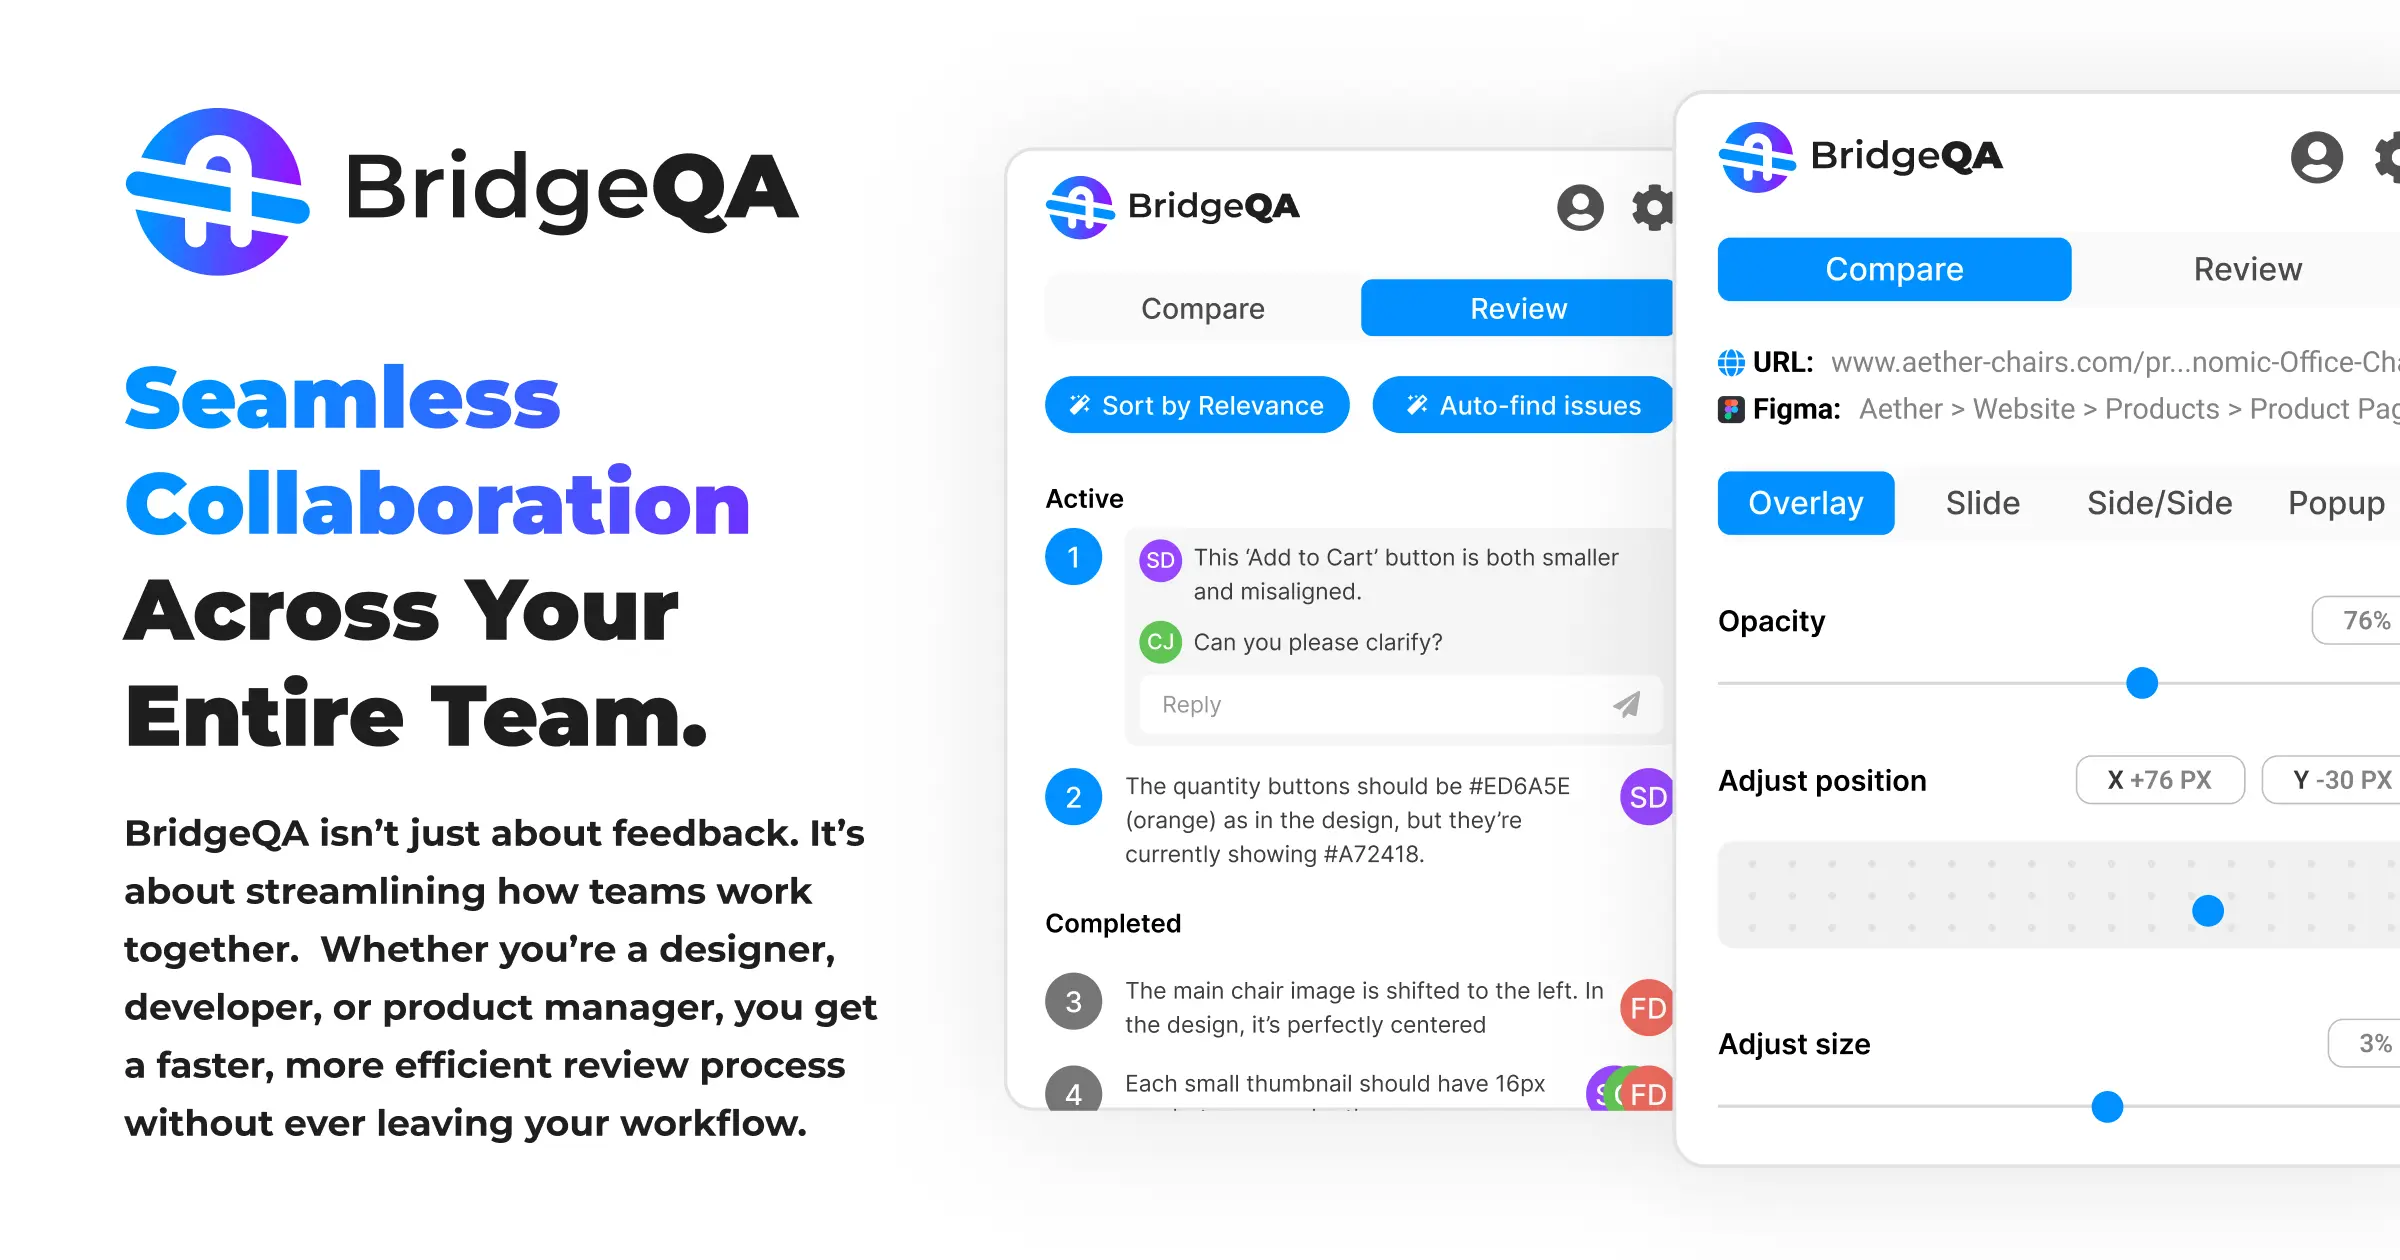 BridgeQA
Seamless
Collaboration
Across Your
Entire Team.
BridgeQA isn’t just about feedback. It’s
about streamlining how teams work
together.  Whether you’re a designer,
developer, or product manager, you get
a faster, more efficient review process
without ever leaving your workflow.
BridgeQA
Compare
Review
Sort by Relevance
Auto-find issues
Active
1
SD
This ‘Add to Cart’ button is both smaller
and misaligned.
CJ
Can you please clarify?
Reply
2
The quantity buttons should be #ED6A5E
(orange) as in the design, but they’re
currently showing #A72418.
SD
Completed
3
The main chair image is shifted to the left. In
the design, it’s perfectly centered
FD
4
Each small thumbnail should have 16px
FD
BridgeQA
Compare
Review
URL: www.aether-chairs.com/pr...nomic-Office-Cha
Figma: Aether > Website > Products > Product Pag
Overlay
Slide
Side/Side
Popup
Opacity
76%
Adjust position
X +76 PX
Y -30 PX
Adjust size
3%